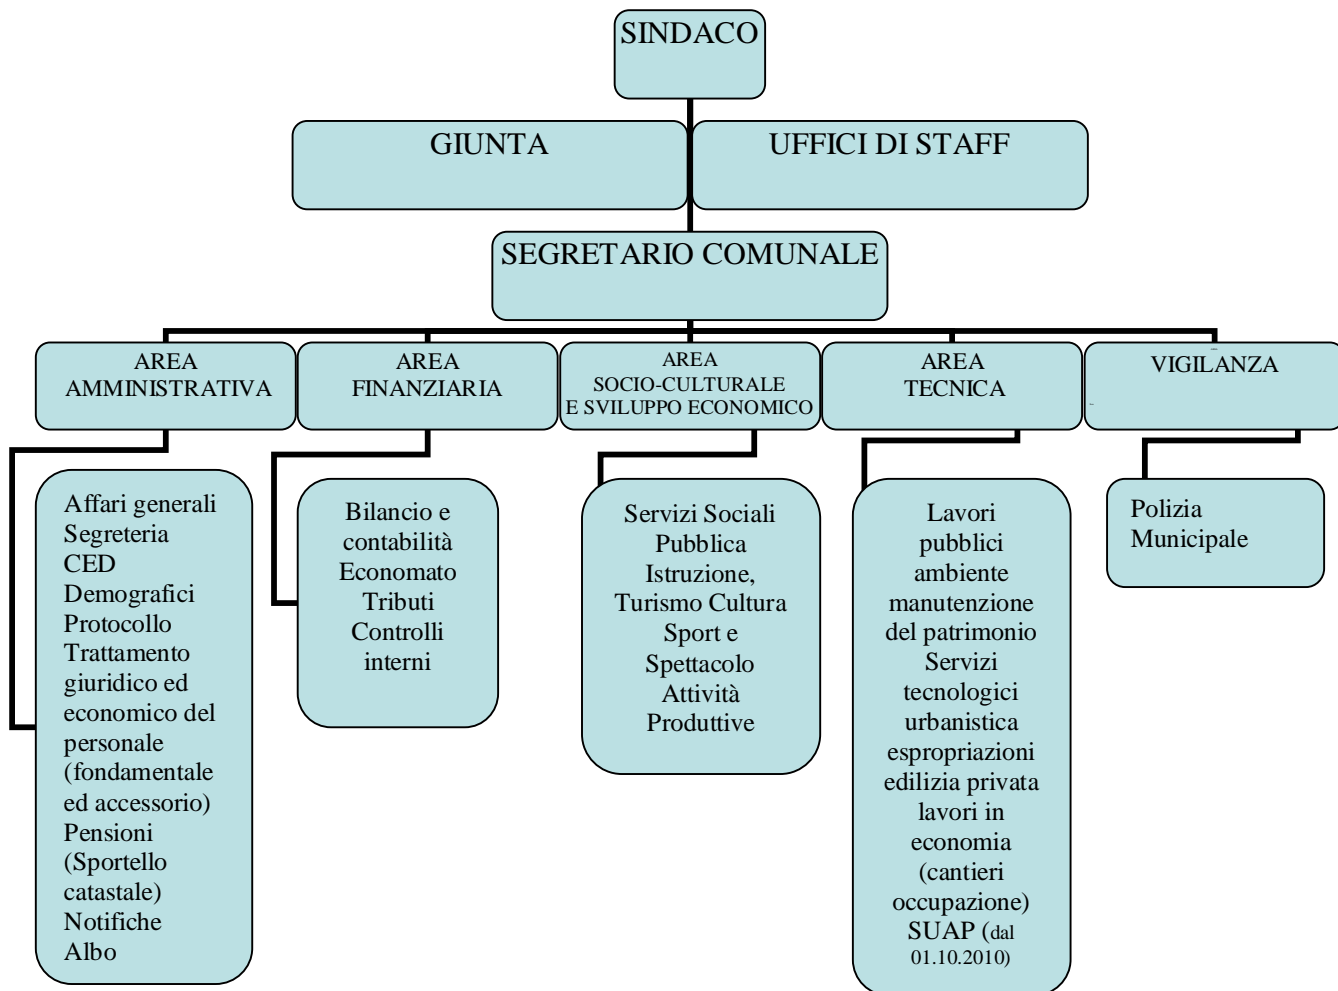 SINDACO
GIUNTA
UFFICI DI STAFF
SEGRETARIO COMUNALE
AREA
AMMINISTRATIVA
AREA
FINANZIARIA
AREA
SOCIO-CULTURALE
E SVILUPPO ECONOMICO
AREA
TECNICA
VIGILANZA
Affari generali
Segreteria
CED
Demografici
Protocollo
Trattamento
giuridico ed
economico del
personale
(fondamentale
ed accessorio)
Pensioni
(Sportello
catastale)
Notifiche
Albo
Bilancio e
contabilità
Economato
Tributi
Controlli
interni
Servizi Sociali
Pubblica
Istruzione,
Turismo Cultura
Sport e
Spettacolo
Attività
Produttive
Lavori
pubblici
ambiente
manutenzione
del patrimonio
Servizi
tecnologici
urbanistica
espropriazioni
edilizia privata
lavori in
economia
(cantieri
occupazione)
SUAP (dal
01.10.2010)
Polizia
Municipale